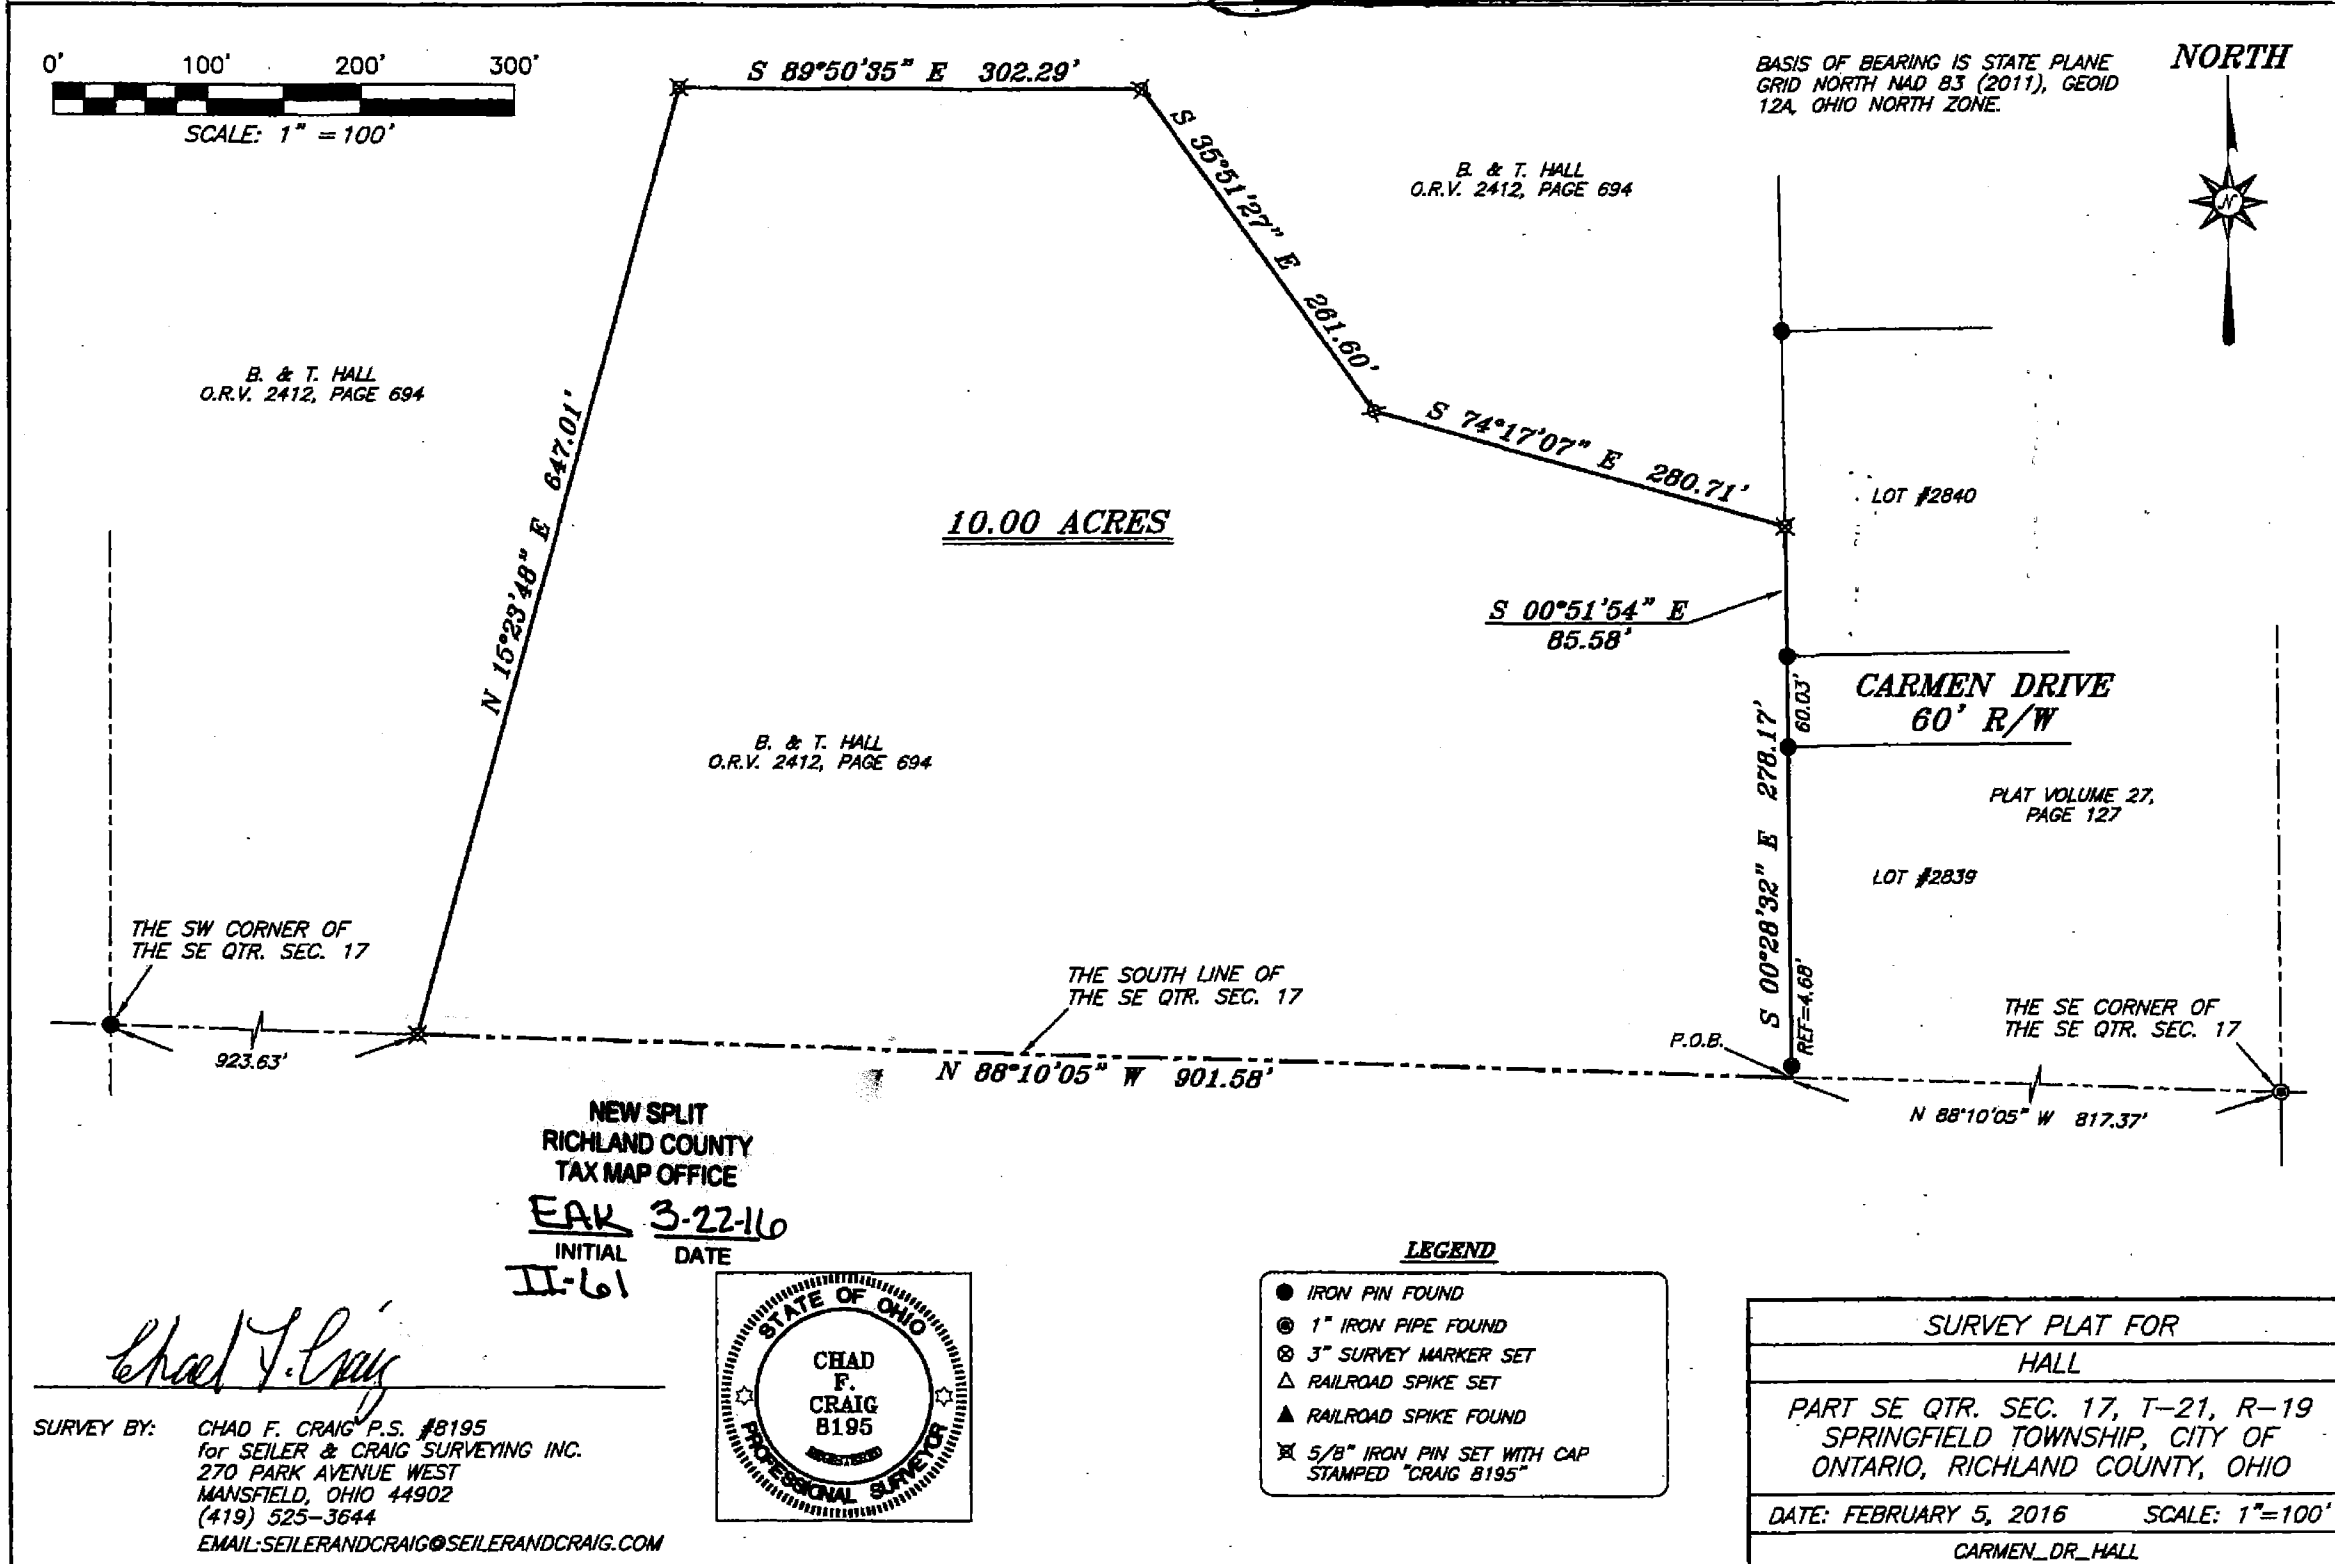 0' 100' 200' 300'
SCALE: 1" = 100'
S 89°50'35" E 302.29'
BASIS OF BEARING IS STATE PLANE
GRID NORTH NAD 83 (2011), GEOID
12A, OHIO NORTH ZONE.
NORTH
N
S 35°51'27" E 261.60'
B. & T. HALL
O.R.V. 2412, PAGE 694
B. & T. HALL
O.R.V. 2412, PAGE 694
N 15°23'48" E 647.01'
S 74°17'07" E 280.71'
LOT #2840
10.00 ACRES
S 00°51'54" E
85.58'
CARMEN DRIVE
60' R/W
60.03'
S 00°28'32" E 278.17'
B. & T. HALL
O.R.V. 2412, PAGE 694
PLAT VOLUME 27,
PAGE 127
LOT #2839
THE SW CORNER OF
THE SE QTR. SEC. 17
THE SOUTH LINE OF
THE SE QTR. SEC. 17
REF=4.68'
THE SE CORNER OF
THE SE QTR. SEC. 17
P.O.B.
923.63'
N 88°10'05" W 901.58'
N 88°10'05" W 817.37'
NEW SPLIT
RICHLAND COUNTY
TAX MAP OFFICE
EAK 3-22-16
INITIAL DATE
II-61
Chad F. Craig
SURVEY BY: CHAD F. CRAIG P.S. #8195
for SEILER & CRAIG SURVEYING INC.
270 PARK AVENUE WEST
MANSFIELD, OHIO 44902
(419) 525-3644
EMAIL:SEILERANDCRAIG@SEILERANDCRAIG.COM
STATE OF OHIO
CHAD
F.
CRAIG
8195
REGISTERED
PROFESSIONAL SURVEYOR
LEGEND
IRON PIN FOUND
1" IRON PIPE FOUND
3" SURVEY MARKER SET
RAILROAD SPIKE SET
RAILROAD SPIKE FOUND
5/8" IRON PIN SET WITH CAP
STAMPED "CRAIG 8195"
SURVEY PLAT FOR
HALL
PART SE QTR. SEC. 17, T-21, R-19
SPRINGFIELD TOWNSHIP, CITY OF
ONTARIO, RICHLAND COUNTY, OHIO
DATE: FEBRUARY 5, 2016 SCALE: 1"=100'
CARMEN_DR_HALL